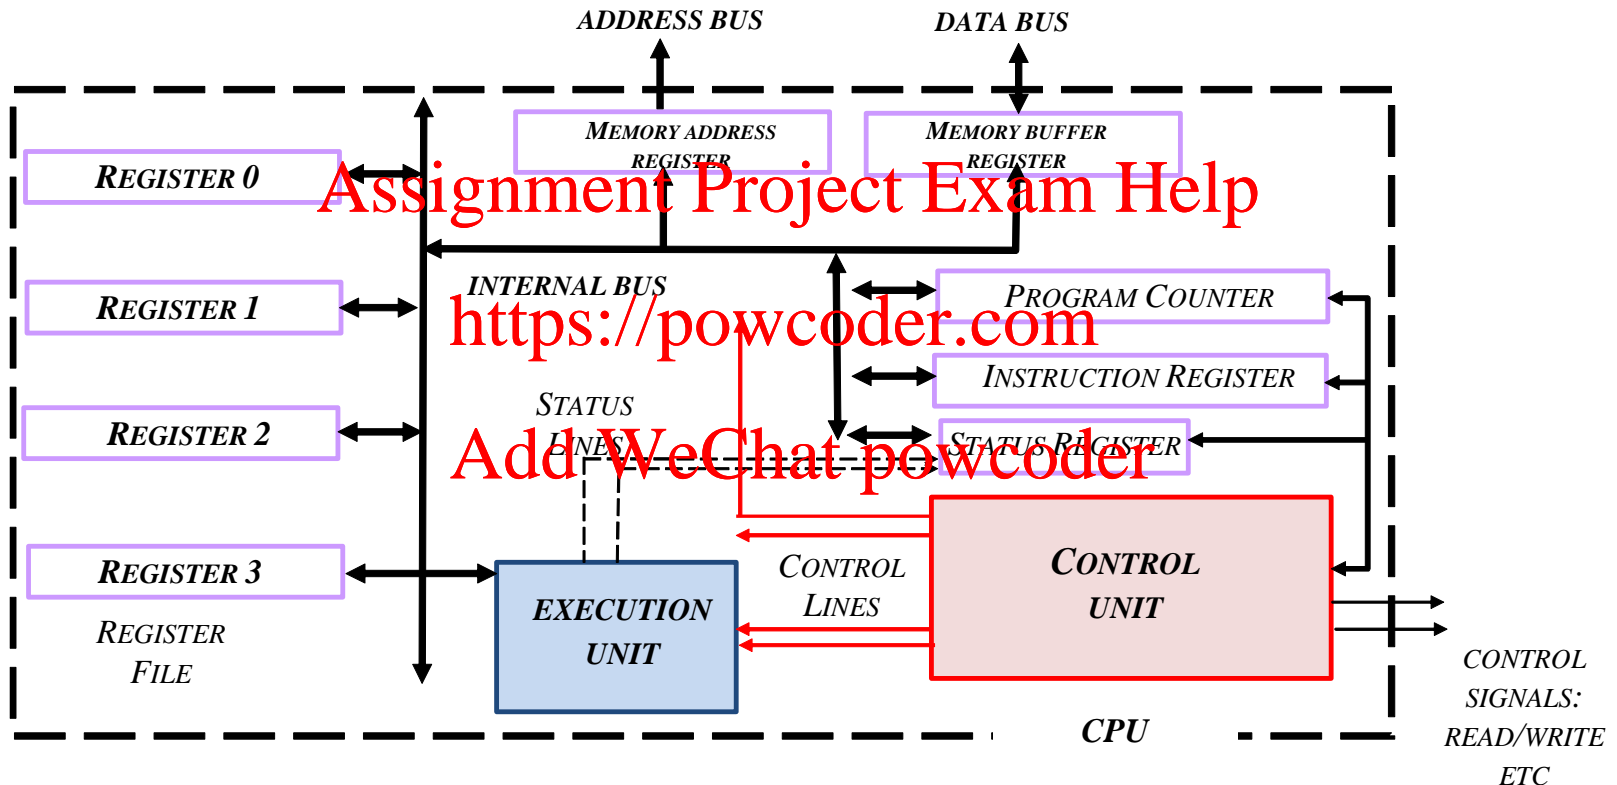 ADDRESS BUS
DATA BUS
MEMORY ADDRESS
REGISTER
MEMORY BUFFER
REGISTER
REGISTER 0
Assignment Project Exam Help
INTERNAL BUS
PROGRAM COUNTER
REGISTER 1
https://powcoder.com
INSTRUCTION REGISTER
STATUS
LINES
REGISTER 2
STATUS REGISTER
Add WeChat powcoder
REGISTER 3
REGISTER
FILE
EXECUTION
UNIT
CONTROL
LINES
CONTROL
UNIT
CPU
CONTROL
SIGNALS:
READ/WRITE
ETC